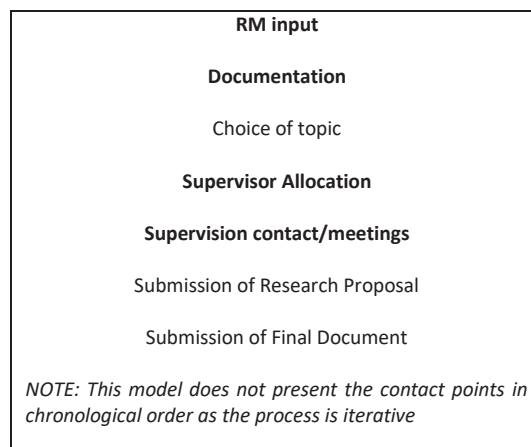 RM input
Documentation
Choice of topic
Supervisor Allocation
Supervision contact/meetings
Submission of Research Proposal
Submission of Final Document
NOTE: This model does not present the contact points in
chronological order as the process is iterative